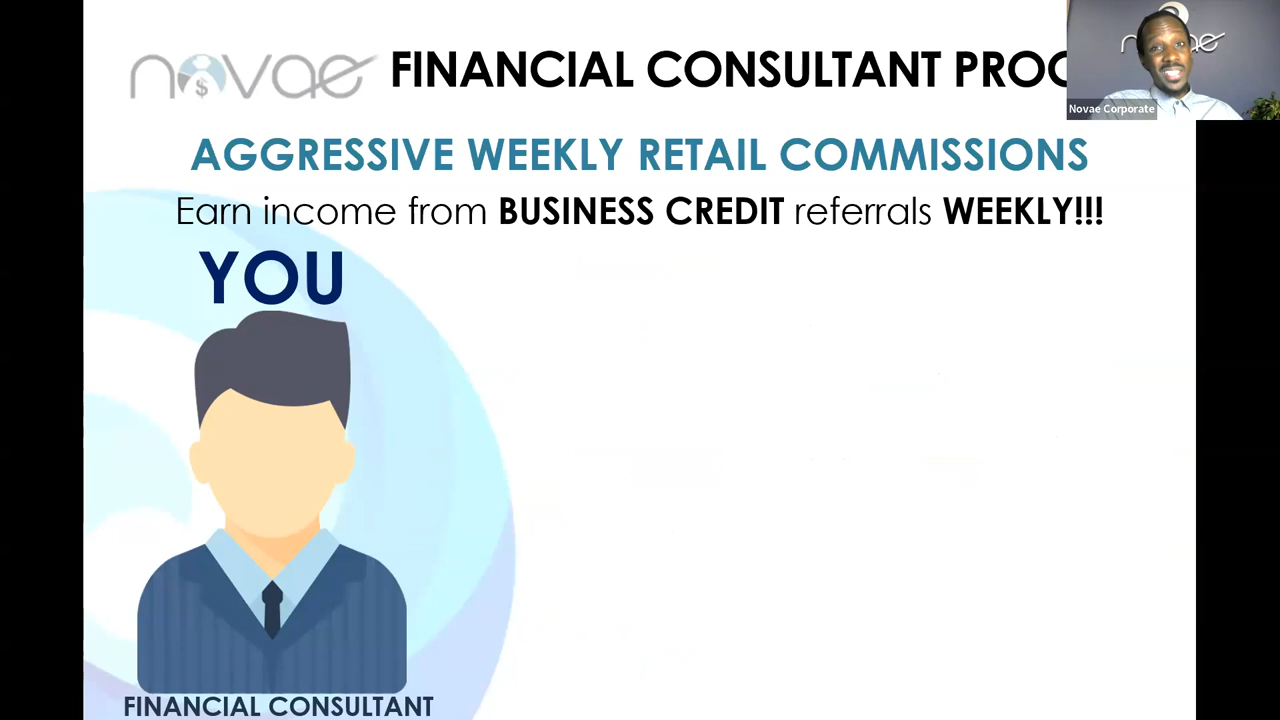 novae FINANCIAL CONSULTANT PROG
novae
Novae Corporate
AGGRESSIVE WEEKLY RETAIL COMMISSIONS
Earn income from BUSINESS CREDIT referrals WEEKLY!!!
YOU
$
FINANCIAL CONSULTANT